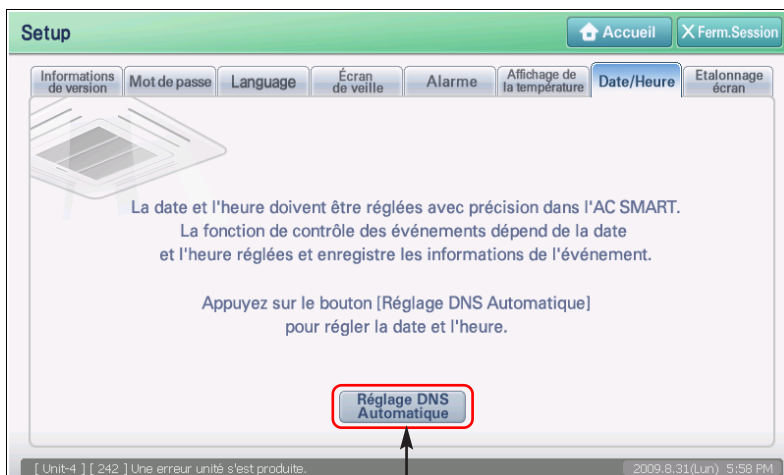 Setup
Accueil
X Ferm.Session
Informations
de version
Mot de passe
Language
Écran
de veille
Alarme
Affichage de
la température
Date/Heure
Etalonnage
écran
La date et l'heure doivent être réglées avec précision dans l'AC SMART.
La fonction de contrôle des événements dépend de la date
et l'heure réglées et enregistre les informations de l'événement.
Appuyez sur le bouton [Réglage DNS Automatique]
pour régler la date et l'heure.
Réglage DNS
Automatique
[ Unit-4 ] [ 242 ] Une erreur unité s'est produite.
2009.8.31(Lun) 5:58 PM